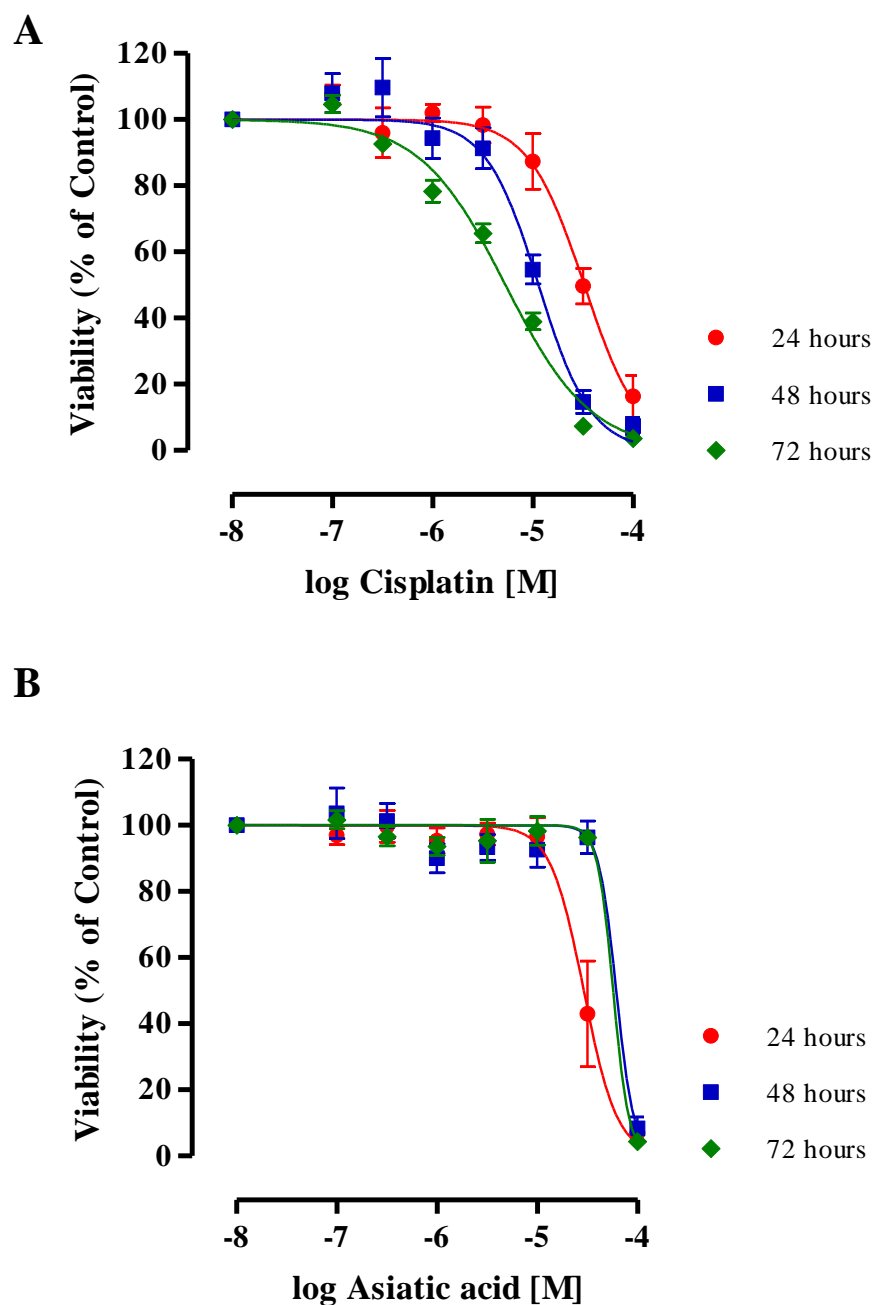 A
120
100
80
60
40
20
0
Viability (% of Control)
24 hours
48 hours
72 hours
-8 -7 -6 -5 -4
log Cisplatin [M]
B
120
100
80
60
40
20
0
Viability (% of Control)
24 hours
48 hours
72 hours
-8 -7 -6 -5 -4
log Asiatic acid [M]